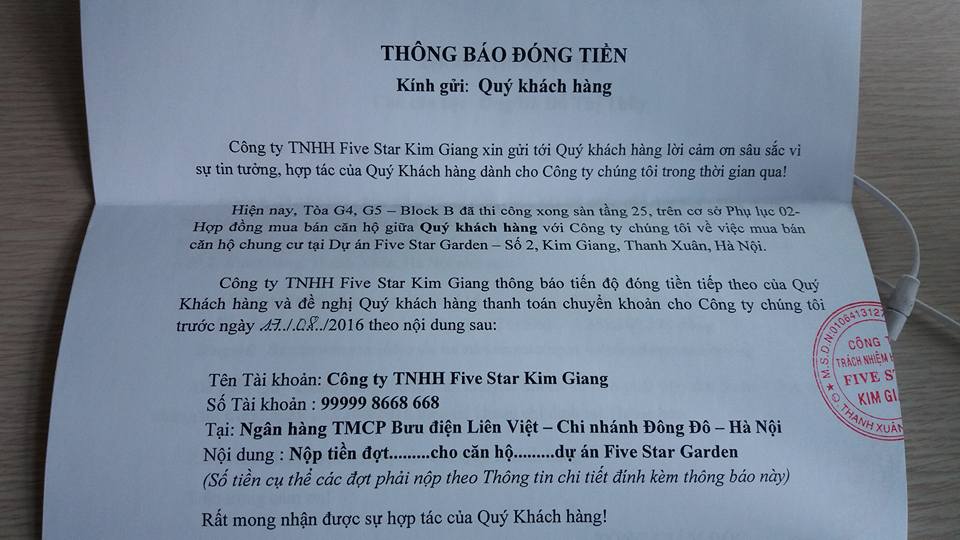 THÔNG BÁO ĐÓNG TIỀN
Kính gửi: Quý khách hàng
Công ty TNHH Five Star Kim Giang xin gửi tới Quý khách hàng lời cảm ơn sâu sắc vì
sự tin tưởng, hợp tác của Quý Khách hàng dành cho Công ty chúng tôi trong thời gian qua!
Hiện nay, Tòa G4, G5 – Block B đã thi công xong sàn tầng 25, trên cơ sở Phụ lục 02-
Hợp đồng mua bán căn hộ giữa Quý khách hàng với Công ty chúng tôi về việc mua bán
căn hộ chung cư tại Dự án Five Star Garden – Số 2, Kim Giang, Thanh Xuân, Hà Nội.
Công ty TNHH Five Star Kim Giang thông báo tiến độ đóng tiền tiếp theo của Quý
Khách hàng và đề nghị Quý khách hàng thanh toán chuyển khoản cho Công ty chúng tôi
trước ngày 17../.08../2016 theo nội dung sau:
Tên Tài khoản: Công ty TNHH Five Star Kim Giang
Số Tài khoản : 99999 8668 668
Tại: Ngân hàng TMCP Bưu điện Liên Việt – Chi nhánh Đông Đô – Hà Nội
Nội dung : Nộp tiền đợt.........cho căn hộ.........dự án Five Star Garden
(Số tiền cụ thể các đợt phải nộp theo Thông tin chi tiết đính kèm thông báo này)
Rất mong nhận được sự hợp tác của Quý Khách hàng!
M.S.D.N:0106413127
CÔNG T
TRÁCH NHIỆM H
FIVE ST
KIM GI
THANH XUÂN